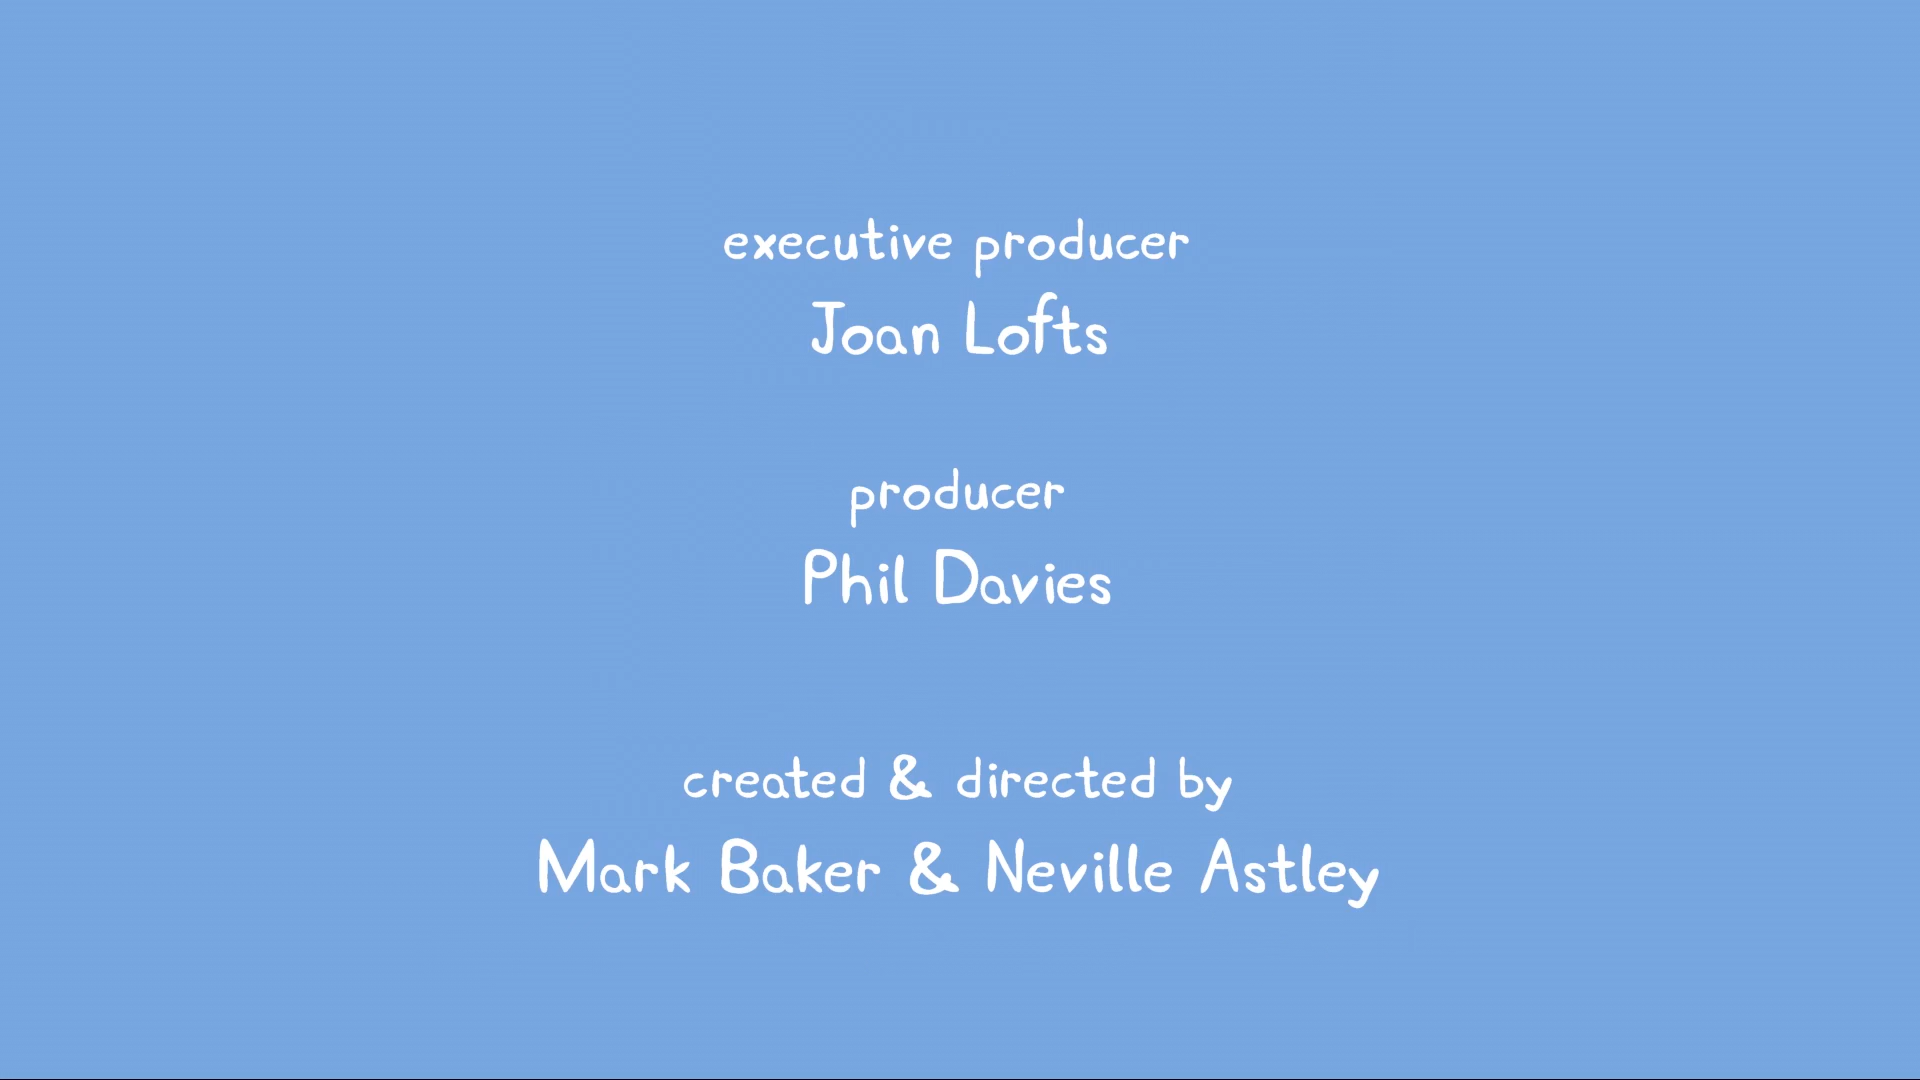 executive producer
Joan Lofts
producer
Phil Davies
created & directed by
Mark Baker & Neville Astley